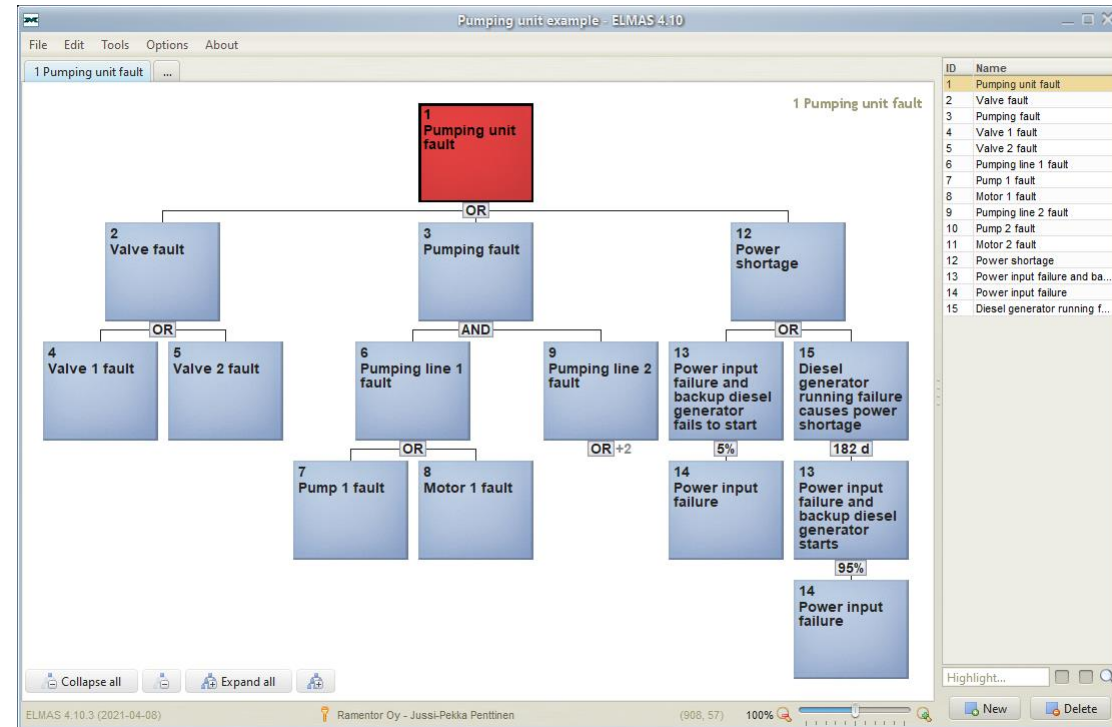 Pumping unit example - ELMAS 4.10
File Edit Tools Options About
1 Pumping unit fault ...
1 Pumping unit fault
1
Pumping unit
fault
OR
2
Valve fault
3
Pumping fault
12
Power
shortage
OR
AND
OR
4
Valve 1 fault
5
Valve 2 fault
6
Pumping line 1
fault
9
Pumping line 2
fault
13
Power input
failure and
backup diesel
generator
fails to start
15
Diesel
generator
running failure
causes power
shortage
OR
OR +2
5%
182 d
7
Pump 1 fault
8
Motor 1 fault
14
Power input
failure
13
Power input
failure and
backup diesel
generator
starts
95%
14
Power input
failure
Collapse all
Expand all
ELMAS 4.10.3 (2021-04-08)
Ramentor Oy - Jussi-Pekka Penttinen
(908, 57)
100%
ID Name
1 Pumping unit fault
2 Valve fault
3 Pumping fault
4 Valve 1 fault
5 Valve 2 fault
6 Pumping line 1 fault
7 Pump 1 fault
8 Motor 1 fault
9 Pumping line 2 fault
10 Pump 2 fault
11 Motor 2 fault
12 Power shortage
13 Power input failure and ba...
14 Power input failure
15 Diesel generator running f...
Highlight...
New
Delete